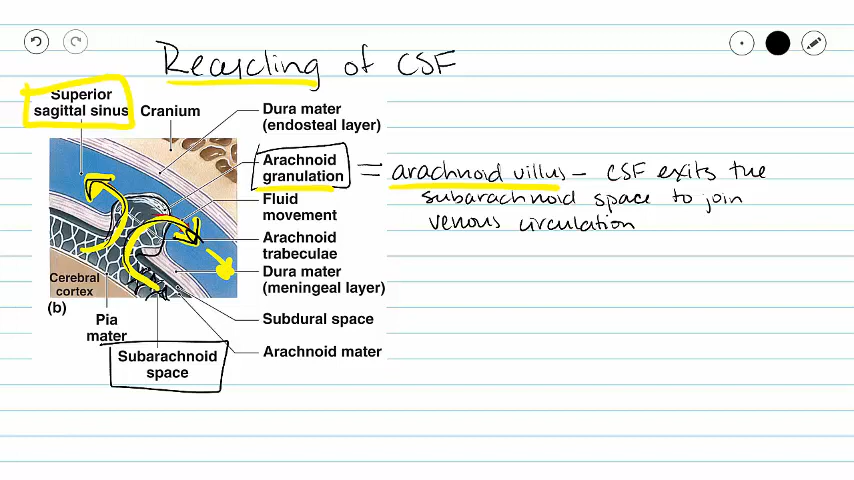 Recycling of CSF
Superior
sagittal sinus
Cranium
Dura mater
(endosteal layer)
Arachnoid
granulation
= arachnoid villus – CSF exits the
subarachnoid space to join
venous circulation
Fluid
movement
Arachnoid
trabeculae
Dura mater
(meningeal layer)
Cerebral
cortex
(b)
Pia
mater
Subdural space
Subarachnoid
space
Arachnoid mater